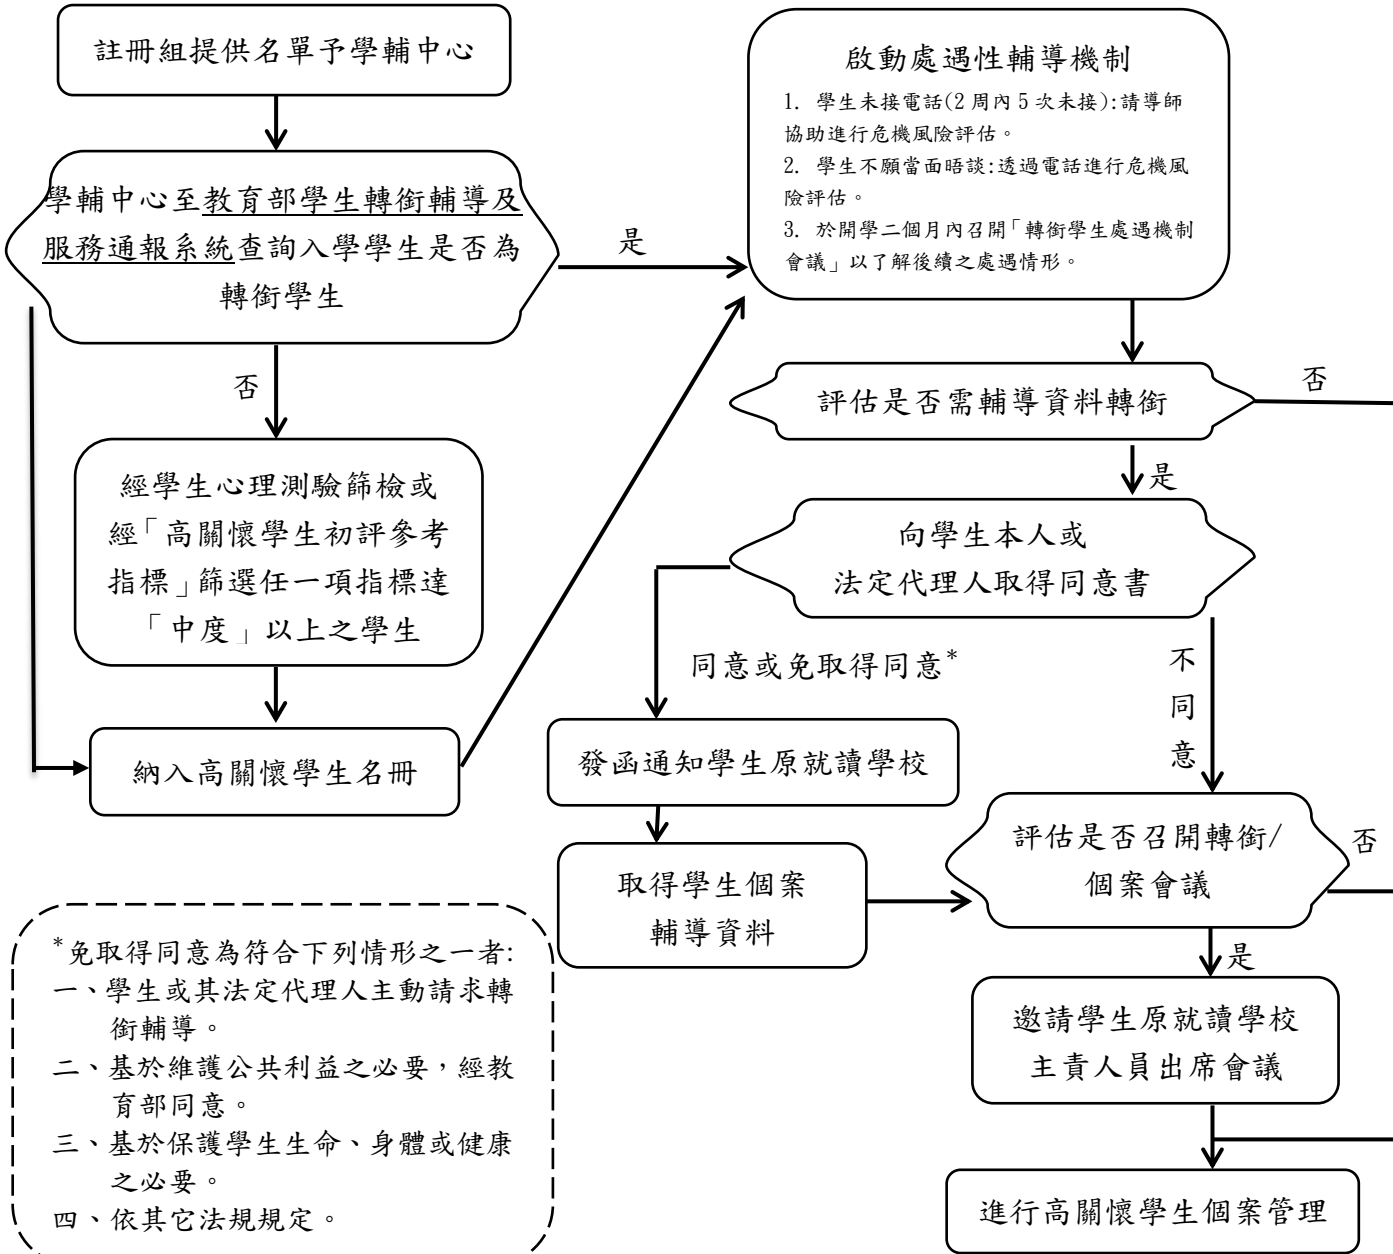 註冊組提供名單予學輔中心
學輔中心至教育部學生轉銜輔導及
服務通報系統查詢入學學生是否為
轉銜學生
是
否
經學生心理測驗篩檢或
經「高關懷學生初評參考
指標」篩選任一項指標達
「中度」以上之學生
納入高關懷學生名冊
啟動處遇性輔導機制
1. 學生未接電話(2周內5次未接):請導師
協助進行危機風險評估。
2. 學生不願當面晤談:透過電話進行危機風
險評估。
3. 於開學二個月內召開「轉銜學生處遇機制
會議」以了解後續之處遇情形。
評估是否需輔導資料轉銜
否
是
向學生本人或
法定代理人取得同意書
同意或免取得同意*
不
同
意
發函通知學生原就讀學校
取得學生個案
輔導資料
評估是否召開轉銜/
個案會議
否
是
邀請學生原就讀學校
主責人員出席會議
進行高關懷學生個案管理
*免取得同意為符合下列情形之一者:
一、學生或其法定代理人主動請求轉
銜輔導。
二、基於維護公共利益之必要，經教
育部同意。
三、基於保護學生生命、身體或健康
之必要。
四、依其它法規規定。